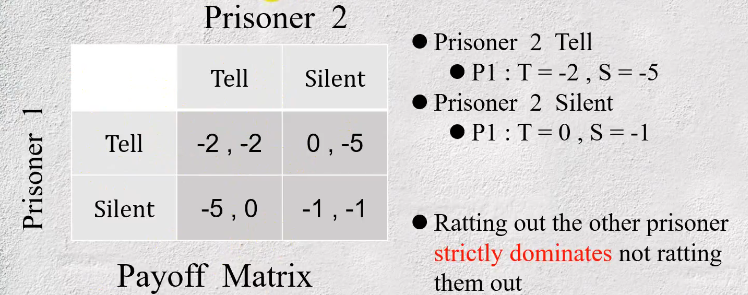 Prisoner 2
Prisoner 1
Tell Silent
Tell -2 , -2 0 , -5
Silent -5 , 0 -1 , -1
Payoff Matrix
● Prisoner 2 Tell
● P1 : T = -2 , S = -5
● Prisoner 2 Silent
● P1 : T = 0 , S = -1
● Ratting out the other prisoner
strictly dominates not ratting
them out